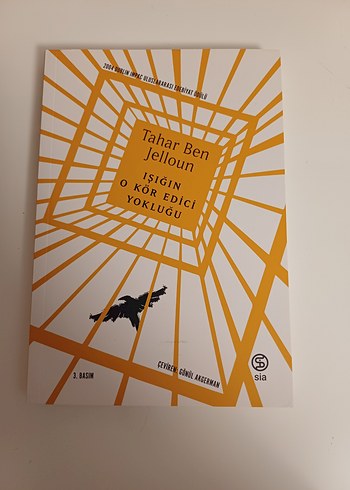 2004 DUBLIN IMPAC ULUSLARARASI EDEBİYAT ÖDÜLÜ
Tahar Ben
Jelloun
IŞIĞIN
O KÖR EDİCİ
YOKLUĞU
3. BASIM
ÇEVİREN: GÖNÜL AKGERMAN
sia